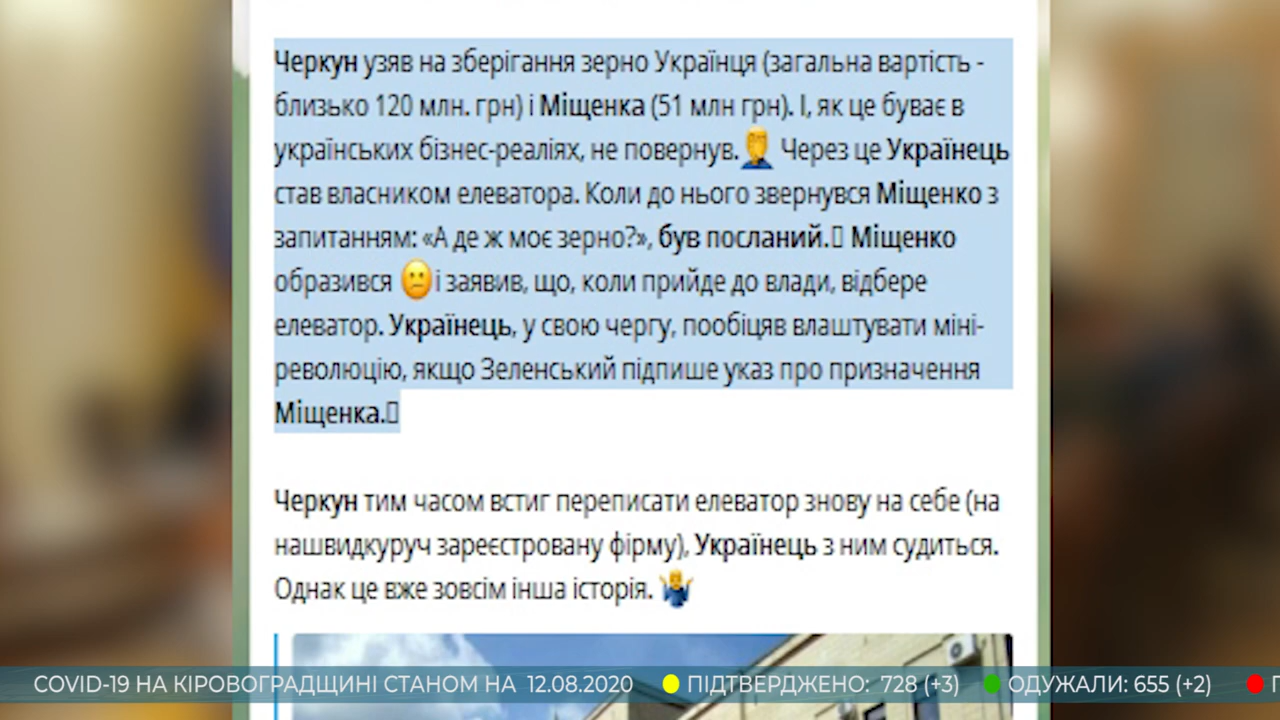 Черкун узяв на зберігання зерно Українця (загальна вартість -
близько 120 млн. грн) і Міщенка (51 млн грн). І, як це буває в
українських бізнес-реаліях, не повернув.🤦‍♂️ Через це Українець
став власником елеватора. Коли до нього звернувся Міщенко з
запитанням: «А де ж моє зерно?», був посланий. Міщенко
образився 😕і заявив, що, коли прийде до влади, відбере
елеватор. Українець, у свою чергу, пообіцяв влаштувати міні-
революцію, якщо Зеленський підпише указ про призначення
Міщенка.
Черкун тим часом встиг переписати елеватор знову на себе (на
нашвидкуруч зареєстровану фірму), Українець з ним судиться.
Однак це вже зовсім інша історія. 🤷‍♂️
COVID-19 НА КІРОВОГРАДЩИНІ СТАНОМ НА 12.08.2020 ПІДТВЕРДЖЕНО: 728 (+3) ОДУЖАЛИ: 655 (+2)